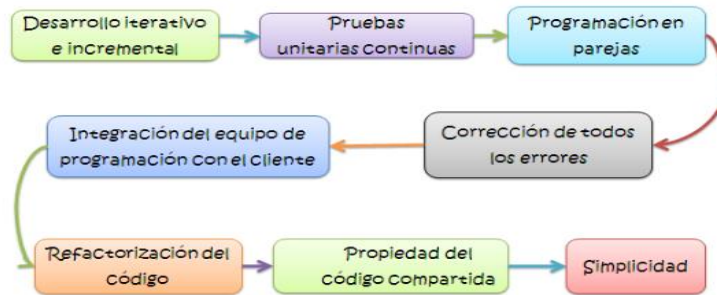 Desarrollo iterativo
e incremental
Pruebas
unitarias continuas
Programación en
parejas
Corrección de todos
los errores
Integración del equipo de
programación con el cliente
Refactorización del
código
Propiedad del
código compartida
Simplicidad